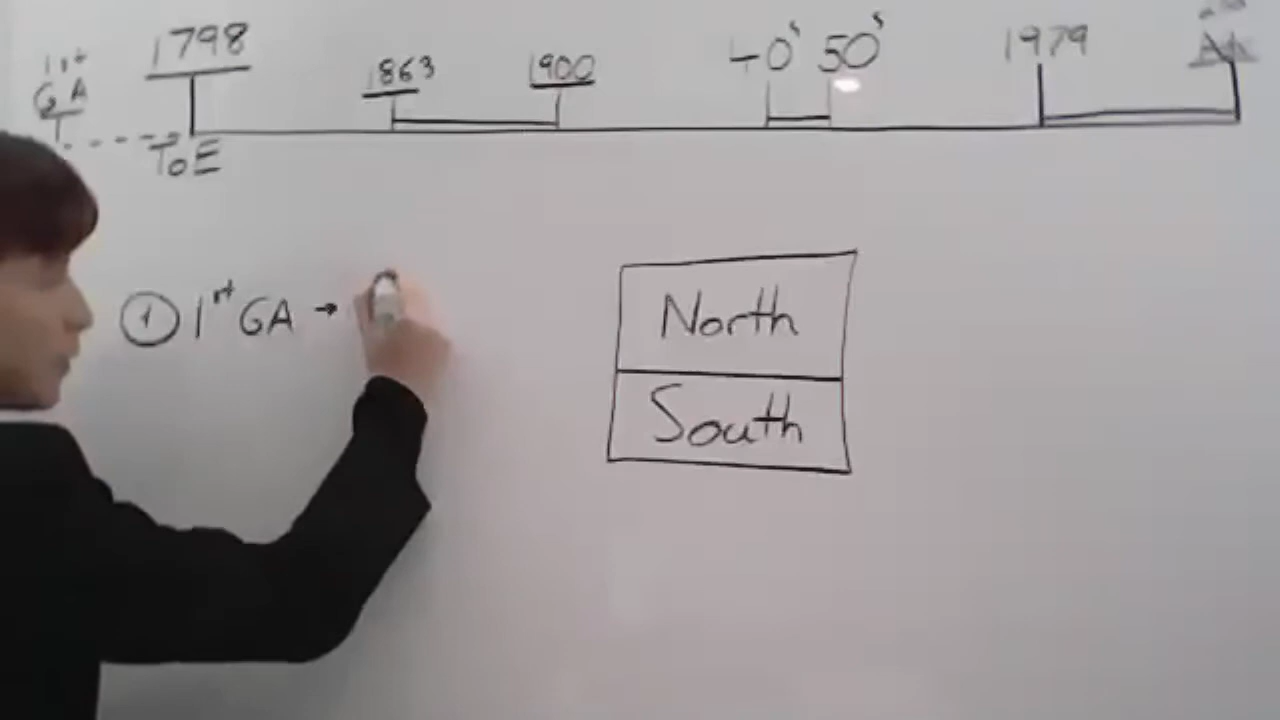 1st GA
1798
1863
1900
40's 50's
1979
ToE
① 1st GA →
North
South